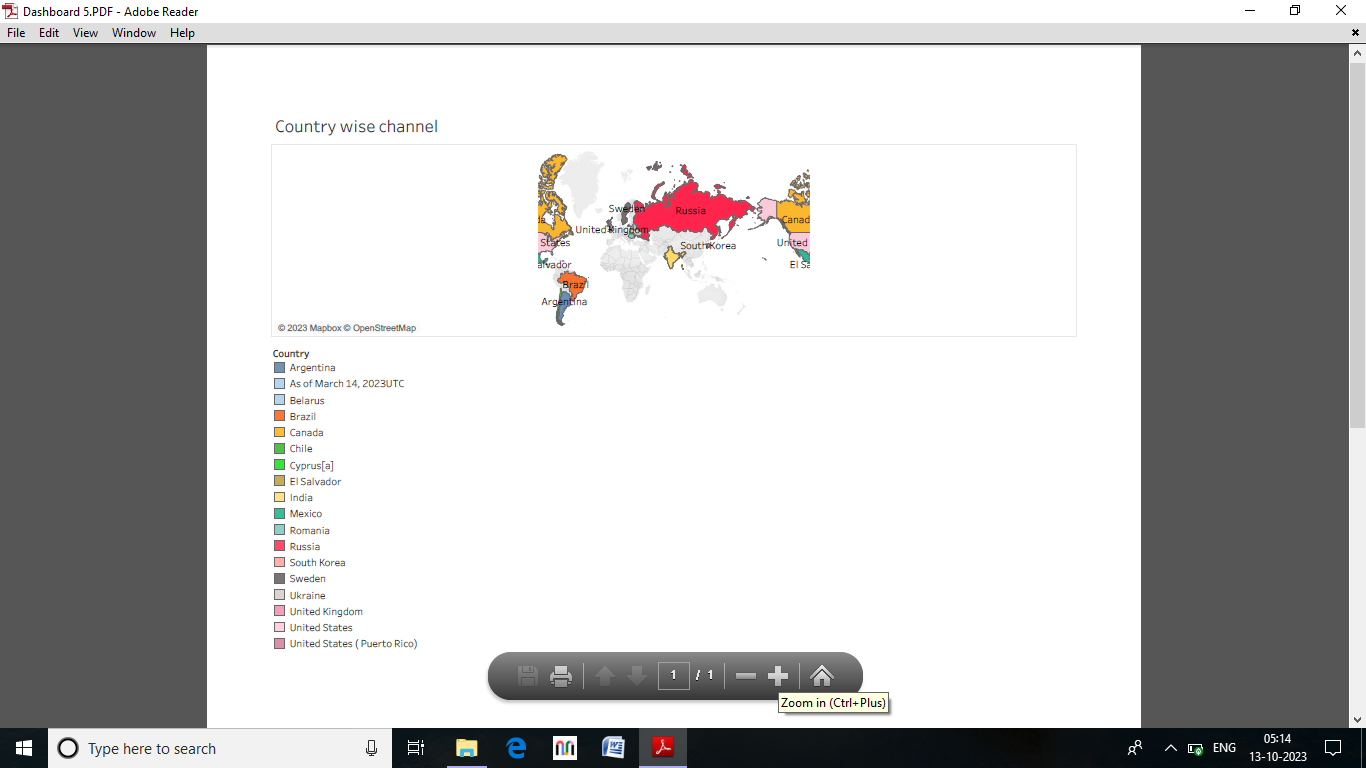 Dashboard 5.PDF - Adobe Reader
File Edit View Window Help
Country wise channel
Sweden
Russia
da
Canad
United Kingdom
States
South Korea
United
alvador
El Sa
Brazil
Argentina
© 2023 Mapbox © OpenStreetMap
Country
Argentina
As of March 14, 2023UTC
Belarus
Brazil
Canada
Chile
Cyprus[a]
El Salvador
India
Mexico
Romania
Russia
South Korea
Sweden
Ukraine
United Kingdom
United States
United States ( Puerto Rico)
1 / 1
Zoom in (Ctrl+Plus)
Type here to search
ENG
05:14
13-10-2023